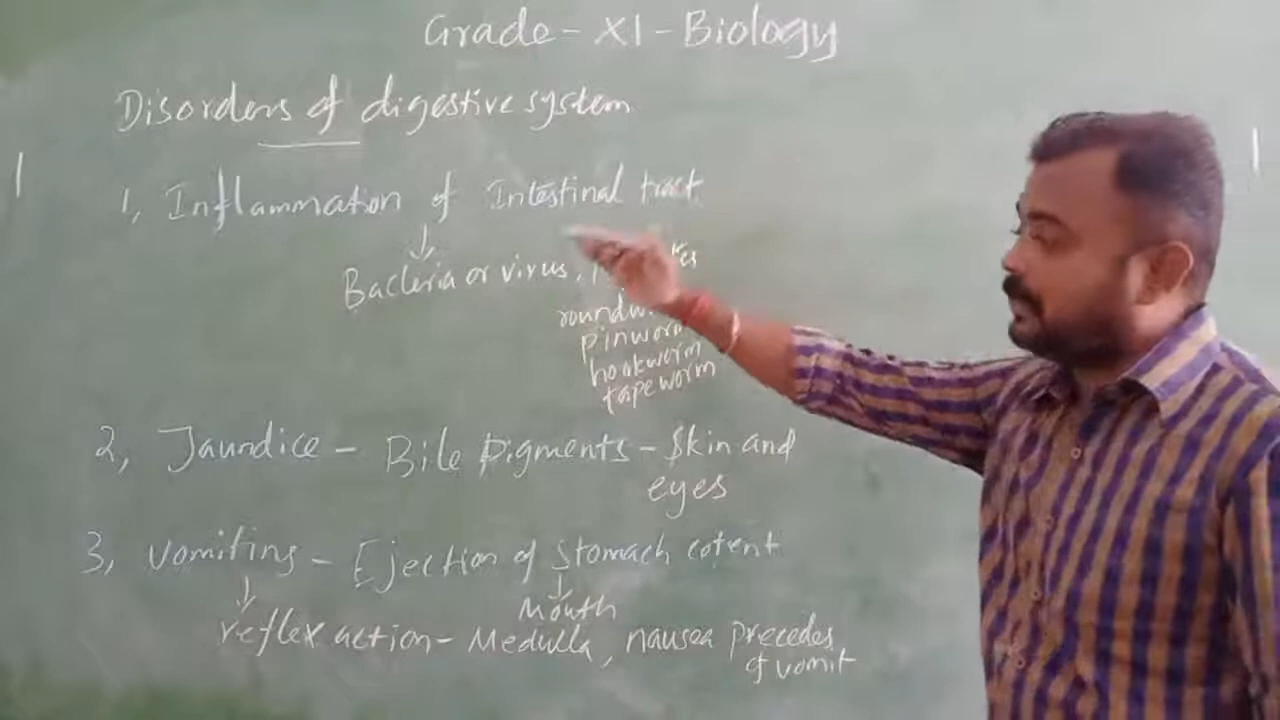 Grade - XI - Biology
Disorders of digestive system
1, Inflammation of Intestinal tract
↓
Bacteria or virus,
pinworm
hookworm
tapeworm
2, Jaundice - Bile Pigments - Skin and
eyes
3, Vomiting - Ejection of Stomach cotent
↓ ↓
Mouth
reflex action - Medulla, nausea precedes
of vomit